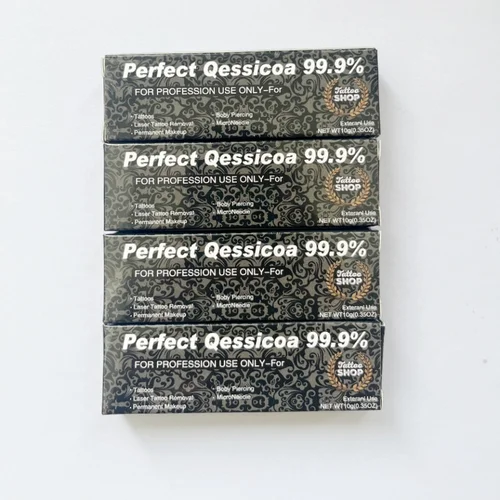 Perfect Qessicoa 99.9%
FOR PROFESSION USE ONLY-For
Tattoo
SHOP
· Tattoos
· Body Piercing
· Laser Tattoo Removal
· MicroNeedle
· Permanent Makeup
Exterani Use
NET WT10g(0.35OZ)
Perfect Qessicoa 99.9%
FOR PROFESSION USE ONLY-For
Tattoo
SHOP
· Tattoos
· Body Piercing
· Laser Tattoo Removal
· MicroNeedle
· Permanent Makeup
Exterani Use
NET WT10g(0.35OZ)
Perfect Qessicoa 99.9%
FOR PROFESSION USE ONLY-For
Tattoo
SHOP
· Tattoos
· Body Piercing
· Laser Tattoo Removal
· MicroNeedle
· Permanent Makeup
Exterani Use
NET WT10g(0.35OZ)
Perfect Qessicoa 99.9%
FOR PROFESSION USE ONLY-For
Tattoo
SHOP
· Tattoos
· Body Piercing
· Laser Tattoo Removal
· MicroNeedle
· Permanent Makeup
Exterani Use
NET WT10g(0.35OZ)